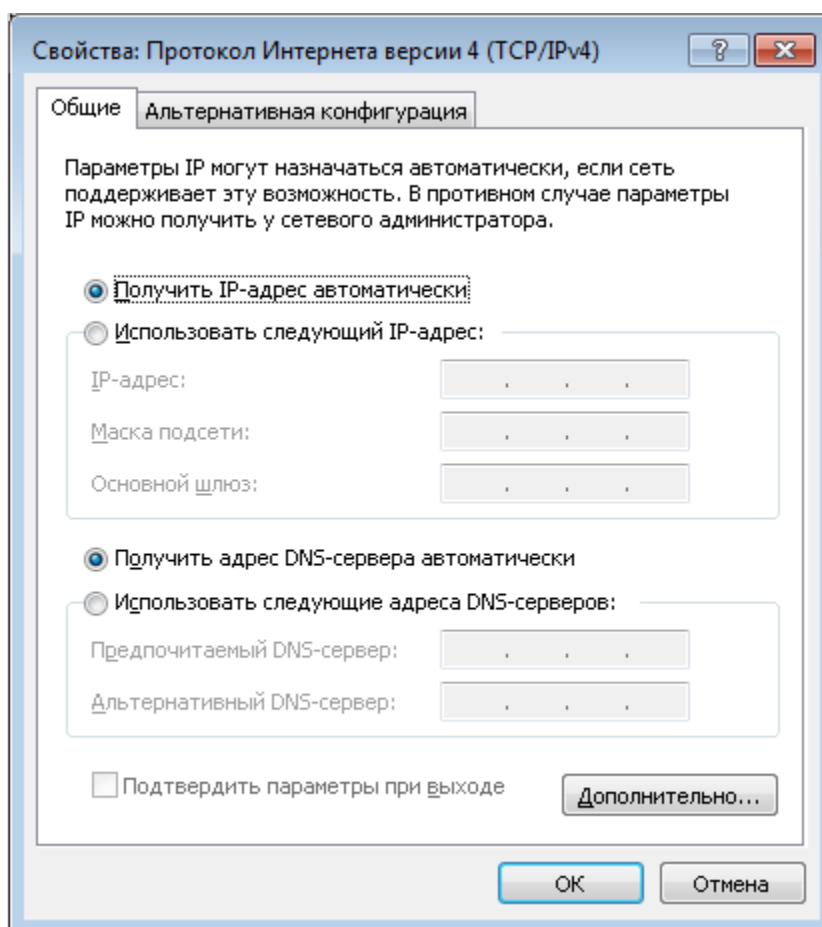 Свойства: Протокол Интернета версии 4 (TCP/IPv4)
Общие
Альтернативная конфигурация
Параметры IP могут назначаться автоматически, если сеть
поддерживает эту возможность. В противном случае параметры
IP можно получить у сетевого администратора.
Получить IP-адрес автоматически
Использовать следующий IP-адрес:
IP-адрес:
Маска подсети:
Основной шлюз:
Получить адрес DNS-сервера автоматически
Использовать следующие адреса DNS-серверов:
Предпочитаемый DNS-сервер:
Альтернативный DNS-сервер:
Подтвердить параметры при выходе
Дополнительно...
ОК
Отмена